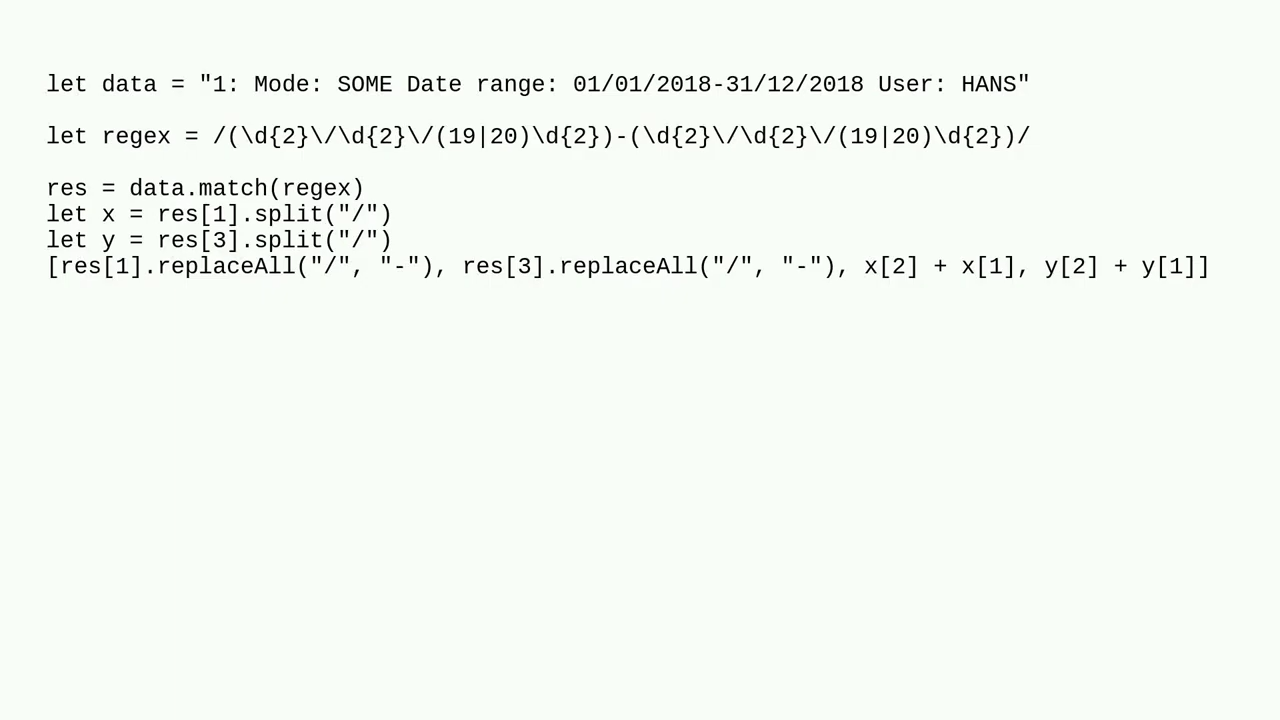 let data = "1: Mode: SOME Date range: 01/01/2018-31/12/2018 User: HANS"
let regex = /(\d{2}\/\d{2}\/(19|20)\d{2})-(\d{2}\/\d{2}\/(19|20)\d{2})/
res = data.match(regex)
let x = res[1].split("/")
let y = res[3].split("/")
[res[1].replaceAll("/", "-"), res[3].replaceAll("/", "-"), x[2] + x[1], y[2] + y[1]]